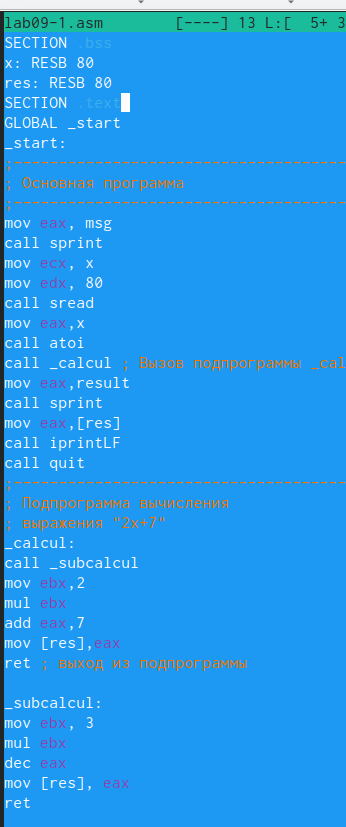 lab09-1.asm [----] 13 L:[ 5+ 3
SECTION .bss
x: RESB 80
res: RESB 80
SECTION .text
GLOBAL _start
_start:
;------------------------------------
; Основная программа
;------------------------------------
mov eax, msg
call sprint
mov ecx, x
mov edx, 80
call sread
mov eax,x
call atoi
call _calcul ; Вызов подпрограммы _cal
mov eax,result
call sprint
mov eax,[res]
call iprintLF
call quit
;------------------------------------
; Подпрограмма вычисления
; выражения "2x+7"
_calcul:
call _subcalcul
mov ebx,2
mul ebx
add eax,7
mov [res],eax
ret ; выход из подпрограммы
_subcalcul:
mov ebx, 3
mul ebx
dec eax
mov [res], eax
ret